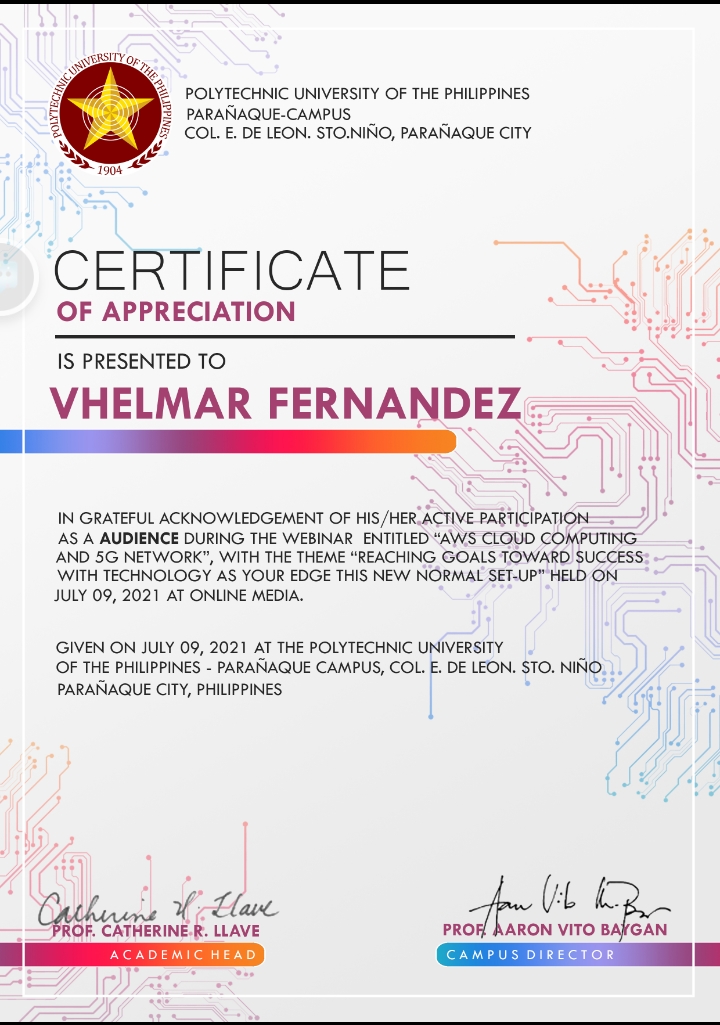 POLYTECHNIC UNIVERSITY OF THE PHILIPPINES
1904
POLYTECHNIC UNIVERSITY OF THE PHILIPPINES
PARAÑAQUE-CAMPUS
COL. E. DE LEON. STO.NIÑO, PARAÑAQUE CITY
CERTIFICATE
OF APPRECIATION
IS PRESENTED TO
VHELMAR FERNANDEZ
IN GRATEFUL ACKNOWLEDGEMENT OF HIS/HER ACTIVE PARTICIPATION
AS A AUDIENCE DURING THE WEBINAR ENTITLED “AWS CLOUD COMPUTING
AND 5G NETWORK”, WITH THE THEME “REACHING GOALS TOWARD SUCCESS
WITH TECHNOLOGY AS YOUR EDGE THIS NEW NORMAL SET-UP” HELD ON
JULY 09, 2021 AT ONLINE MEDIA.
GIVEN ON JULY 09, 2021 AT THE POLYTECHNIC UNIVERSITY
OF THE PHILIPPINES - PARAÑAQUE CAMPUS, COL. E. DE LEON. STO. NIÑO
PARAÑAQUE CITY, PHILIPPINES
Catherine R. Llave
PROF. CATHERINE R. LLAVE
ACADEMIC HEAD
PROF. AARON VITO BAYGAN
CAMPUS DIRECTOR